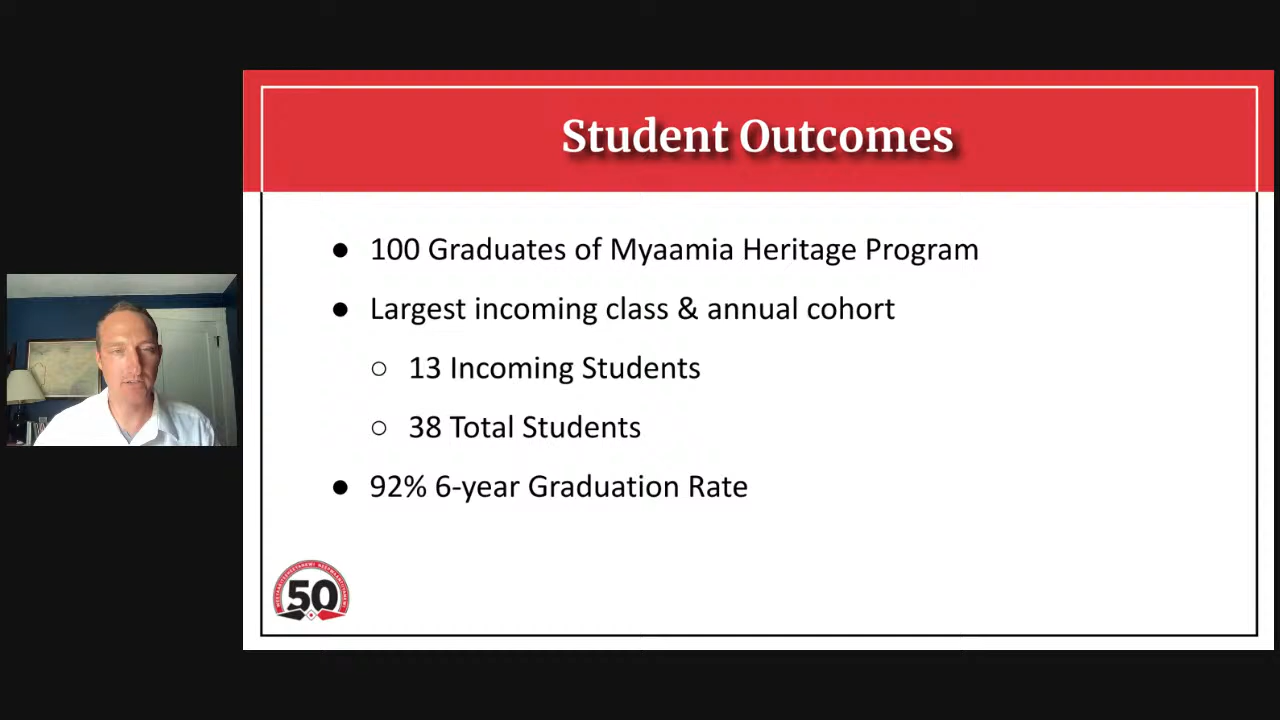 Student Outcomes
● 100 Graduates of Myaamia Heritage Program
● Largest incoming class & annual cohort
○ 13 Incoming Students
○ 38 Total Students
● 92% 6-year Graduation Rate
50